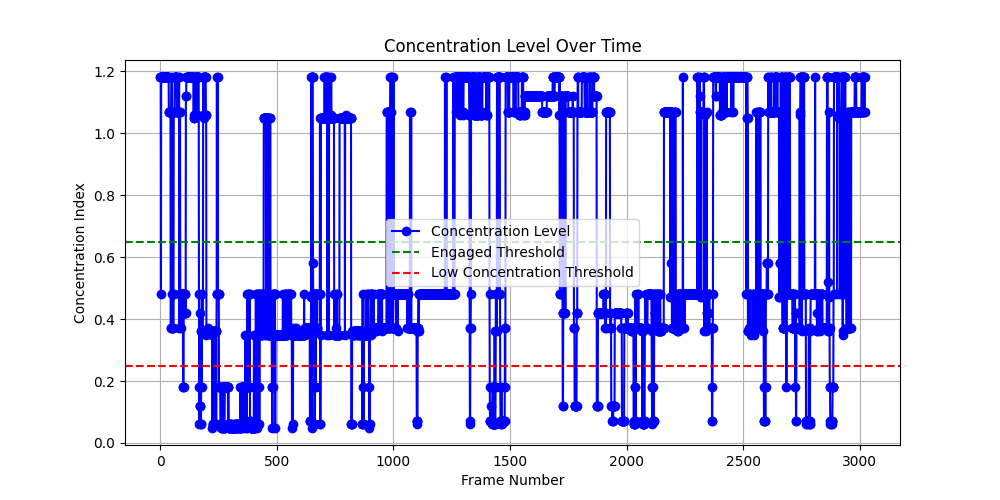 Concentration Level Over Time
Concentration Index
1.2
1.0
0.8
0.6
0.4
0.2
0.0
Concentration Level
Engaged Threshold
Low Concentration Threshold
0 500 1000 1500 2000 2500 3000
Frame Number